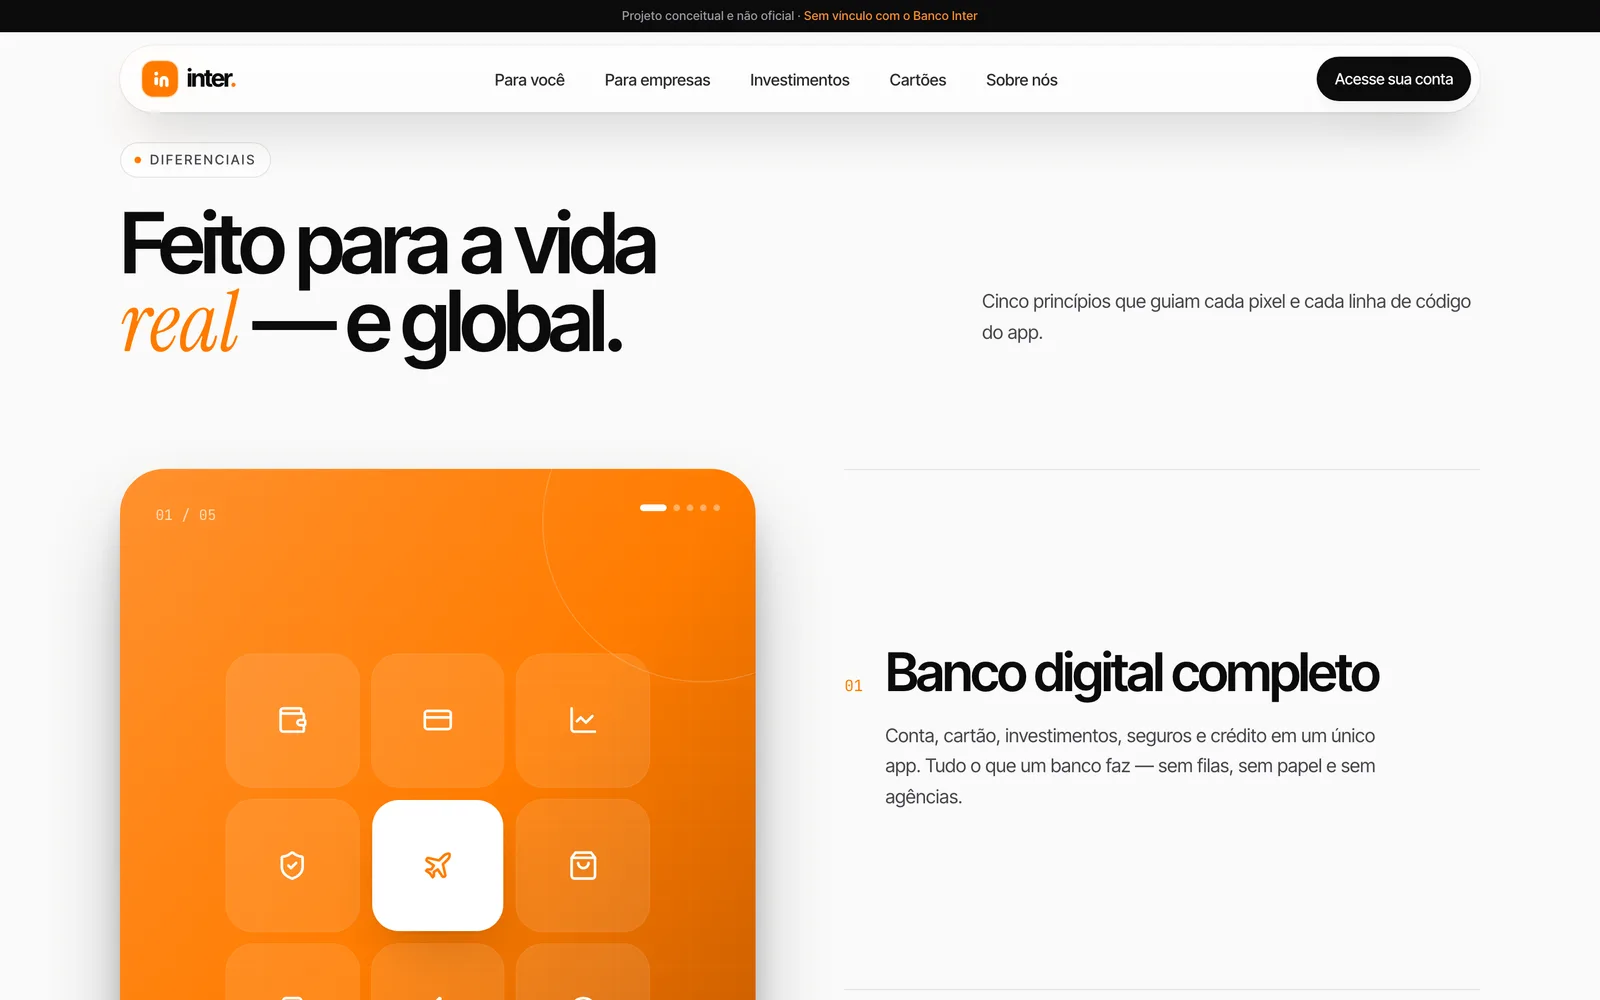 Projeto conceitual e não oficial · Sem vínculo com o Banco Inter
in inter.
Para você
Para empresas
Investimentos
Cartões
Sobre nós
Acesse sua conta
DIFERENCIAIS
Feito para a vida
real — e global.
Cinco princípios que guiam cada pixel e cada linha de código
do app.
01 / 05
01
Banco digital completo
Conta, cartão, investimentos, seguros e crédito em um único
app. Tudo o que um banco faz — sem filas, sem papel e sem
agências.